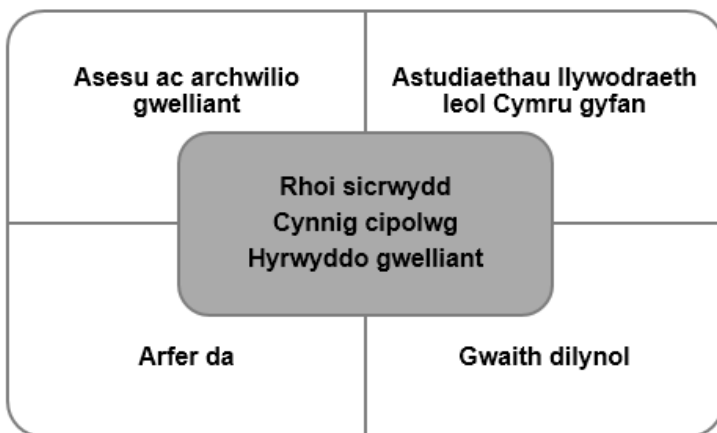 Asesu ac archwilio
gwelliant
Astudiaethau llywodraeth
leol Cymru gyfan
Rhoi sicrwydd
Cynnig cipolwg
Hyrwyddo gwelliant
Arfer da
Gwaith dilynol